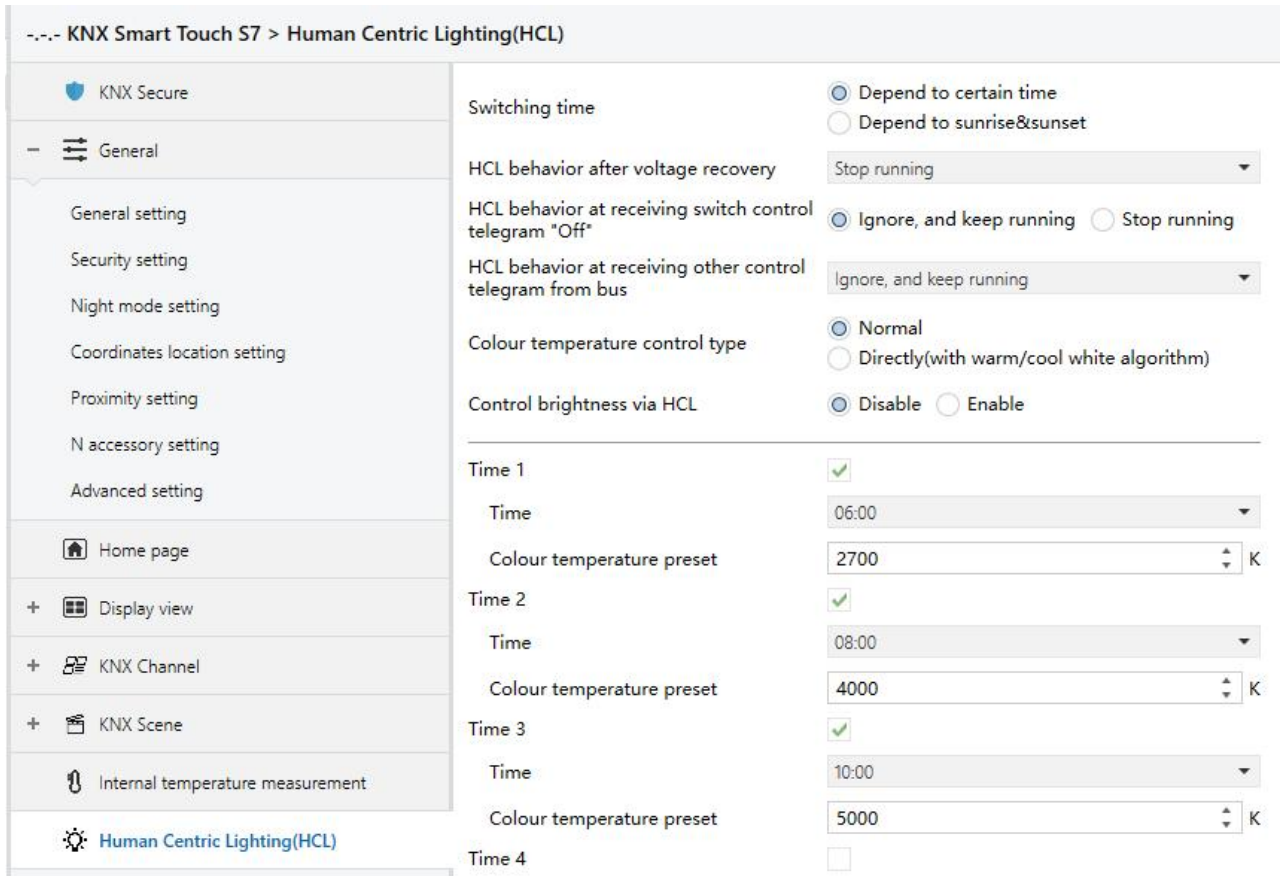 -.-.- KNX Smart Touch S7 > Human Centric Lighting(HCL)
KNX Secure
General
General setting
Security setting
Night mode setting
Coordinates location setting
Proximity setting
N accessory setting
Advanced setting
Home page
Display view
KNX Channel
KNX Scene
Internal temperature measurement
Human Centric Lighting(HCL)
Switching time
Depend to certain time
Depend to sunrise&sunset
HCL behavior after voltage recovery
Stop running
HCL behavior at receiving switch control
telegram "Off"
Ignore, and keep running
Stop running
HCL behavior at receiving other control
telegram from bus
Ignore, and keep running
Colour temperature control type
Normal
Directly(with warm/cool white algorithm)
Control brightness via HCL
Disable
Enable
Time 1
Time
06:00
Colour temperature preset
2700
K
Time 2
Time
08:00
Colour temperature preset
4000
K
Time 3
Time
10:00
Colour temperature preset
5000
K
Time 4